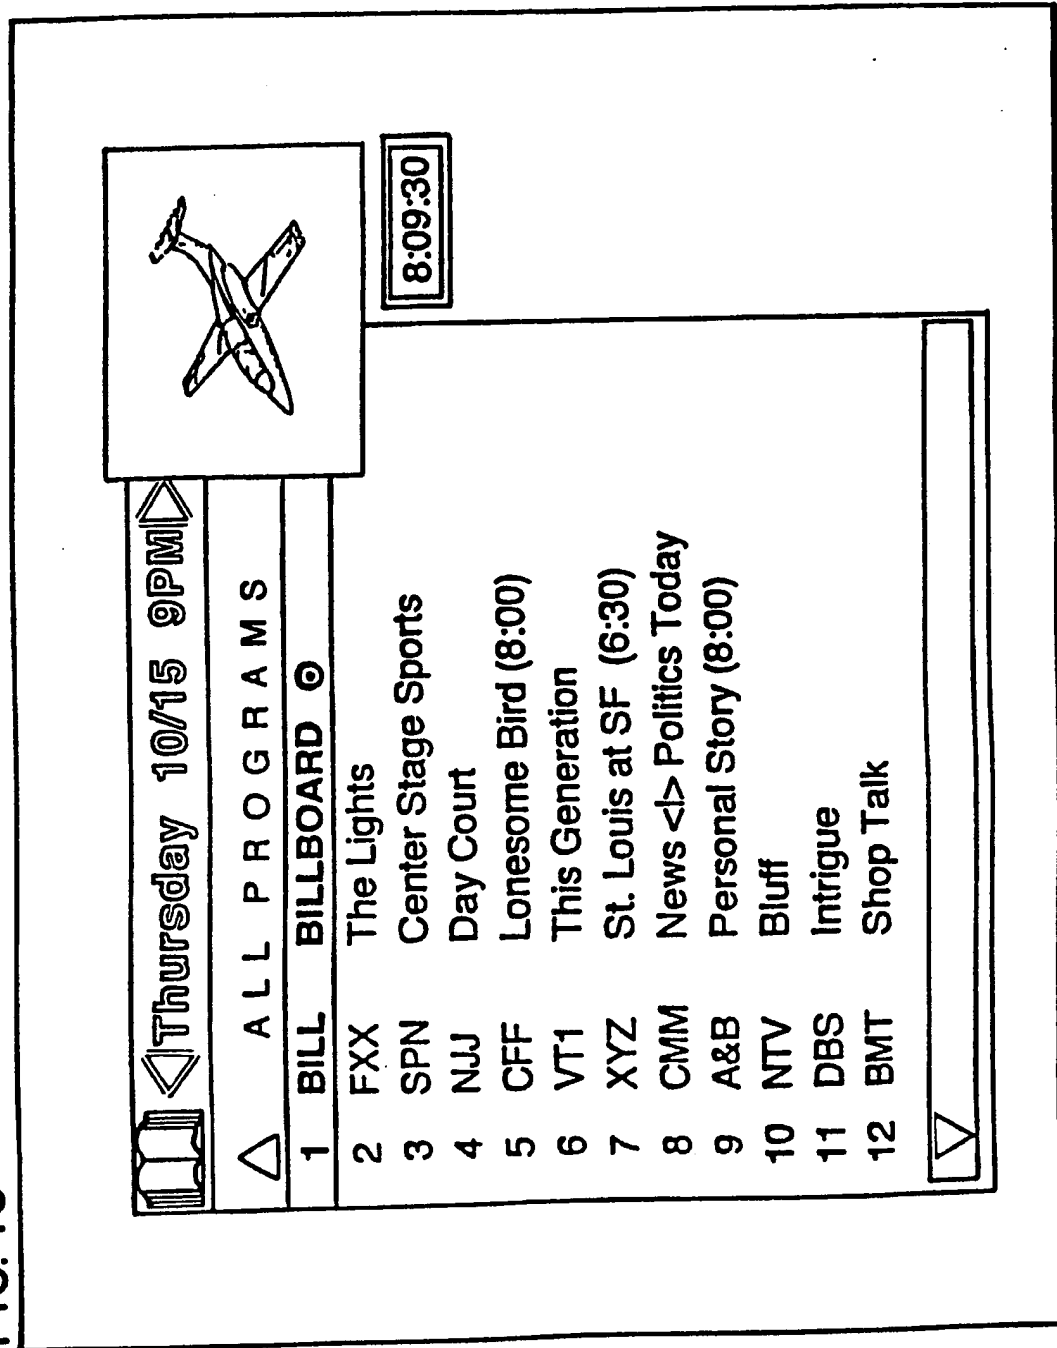 Thursday 10/15 9PM
ALL PROGRAMS
8:09:30
1 BILL BILLBOARD
2 FXX The Lights
3 SPN Center Stage Sports
4 NJJ Day Court
5 CFF Lonesome Bird (8:00)
6 VT1 This Generation
7 XYZ St. Louis at SF (6:30)
8 CMM News <I> Politics Today
9 A&B Personal Story (8:00)
10 NTV Bluff
11 DBS Intrigue
12 BMT Shop Talk